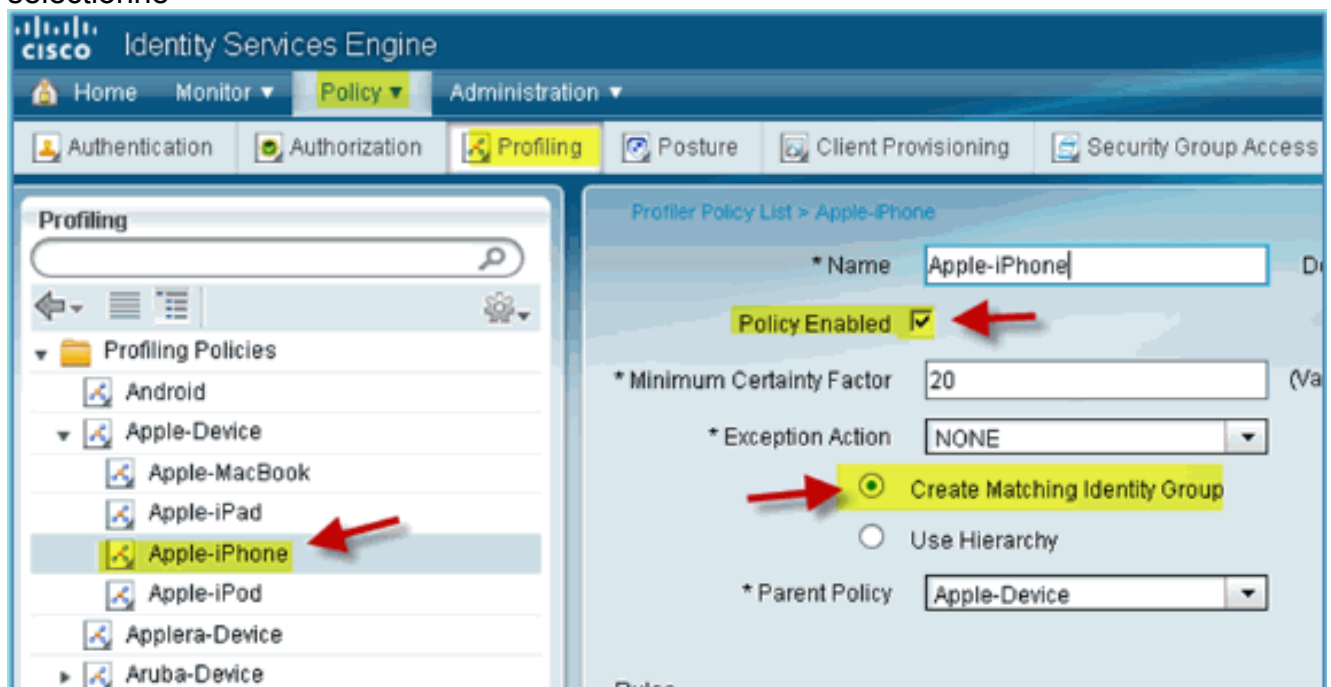 sélectionné
CISCO Identity Services Engine
Home Monitor Policy Administration
Authentication Authorization Profiling Posture Client Provisioning Security Group Access
Profiling
Profiling Policies
Android
Apple-Device
Apple-MacBook
Apple-iPad
Apple-iPhone
Apple-iPod
Applera-Device
Aruba-Device
Profiler Policy List > Apple-iPhone
* Name Apple-iPhone
Policy Enabled
* Minimum Certainty Factor 20 (Va
* Exception Action NONE
Create Matching Identity Group
Use Hierarchy
* Parent Policy Apple-Device
Rules